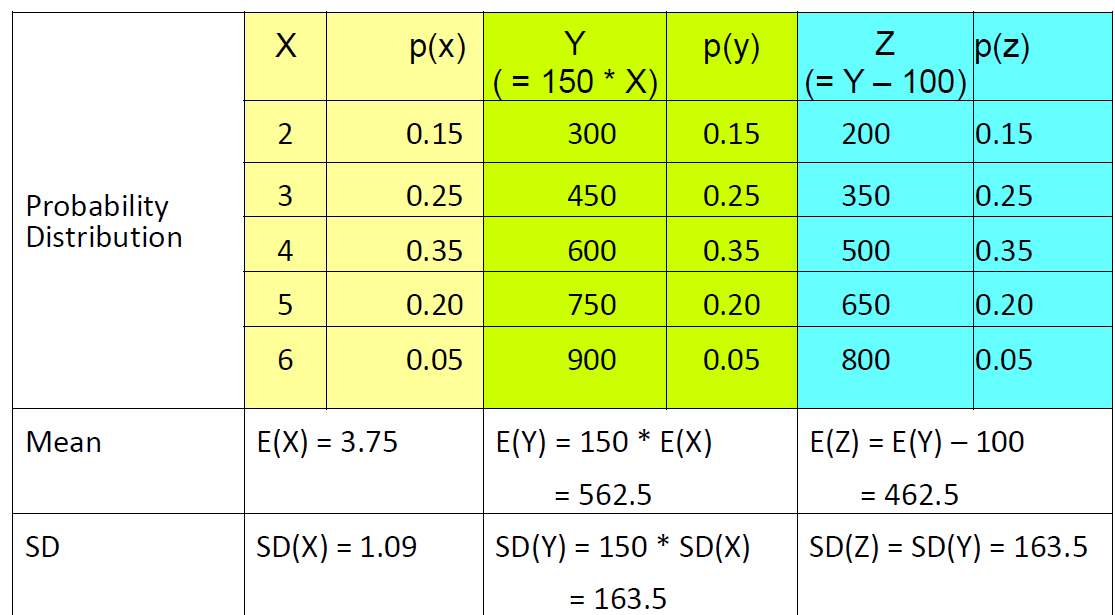 X p(x) Y p(y) Z p(z)
( = 150 * X) (= Y – 100)
2 0.15 300 0.15 200 0.15
3 0.25 450 0.25 350 0.25
Probability
Distribution
4 0.35 600 0.35 500 0.35
5 0.20 750 0.20 650 0.20
6 0.05 900 0.05 800 0.05
Mean E(X) = 3.75 E(Y) = 150 * E(X) E(Z) = E(Y) – 100
= 562.5 = 462.5
SD SD(X) = 1.09 SD(Y) = 150 * SD(X) SD(Z) = SD(Y) = 163.5
= 163.5